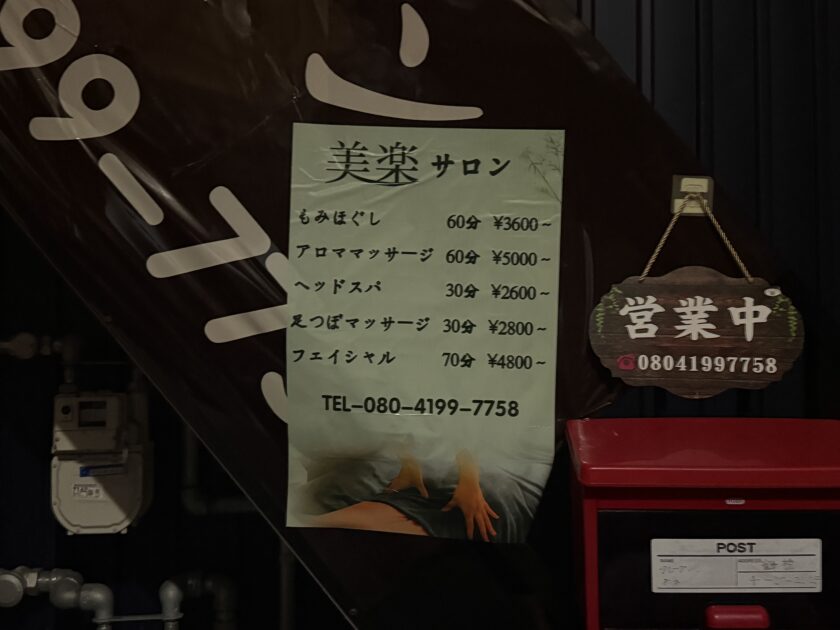 美楽 サロン
もみほぐし 60分 ¥3600~
アロママッサージ 60分 ¥5000~
ヘッドスパ 30分 ¥2600~
足つぼマッサージ 30分 ¥2800~
フェイシャル 70分 ¥4800~
TEL-080-4199-7758
営業中
☎08041997758
POST
NAME
ADDRESS